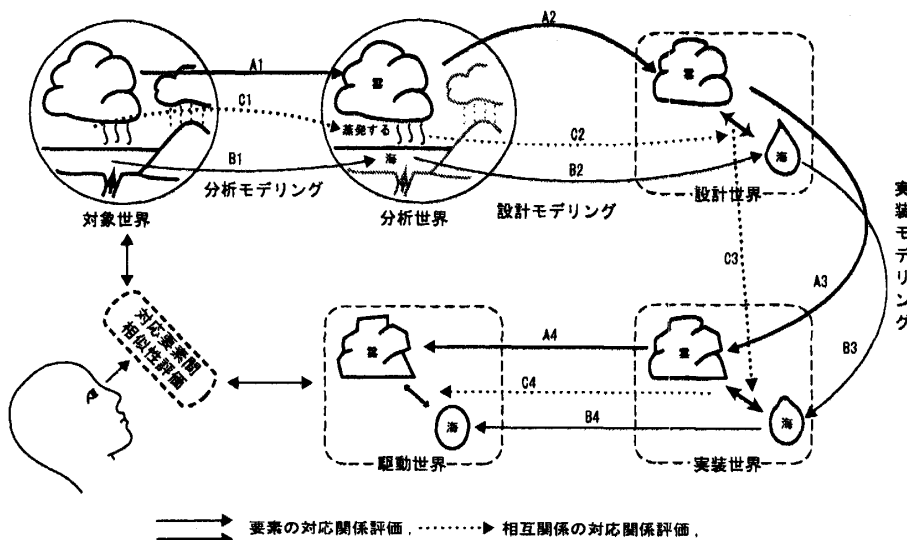 A1
A2
雲
雲
C1
蒸発する
C2
海
B1
海
B2
海
分析モデリング
設計モデリング
対象世界
分析世界
設計世界
実装モデリング
C3
A3
対応要素間
相似性評価
A4
雲
雲
B3
C4
海
B4
海
駆動世界
実装世界
要素の対応関係評価, 相互関係の対応関係評価,